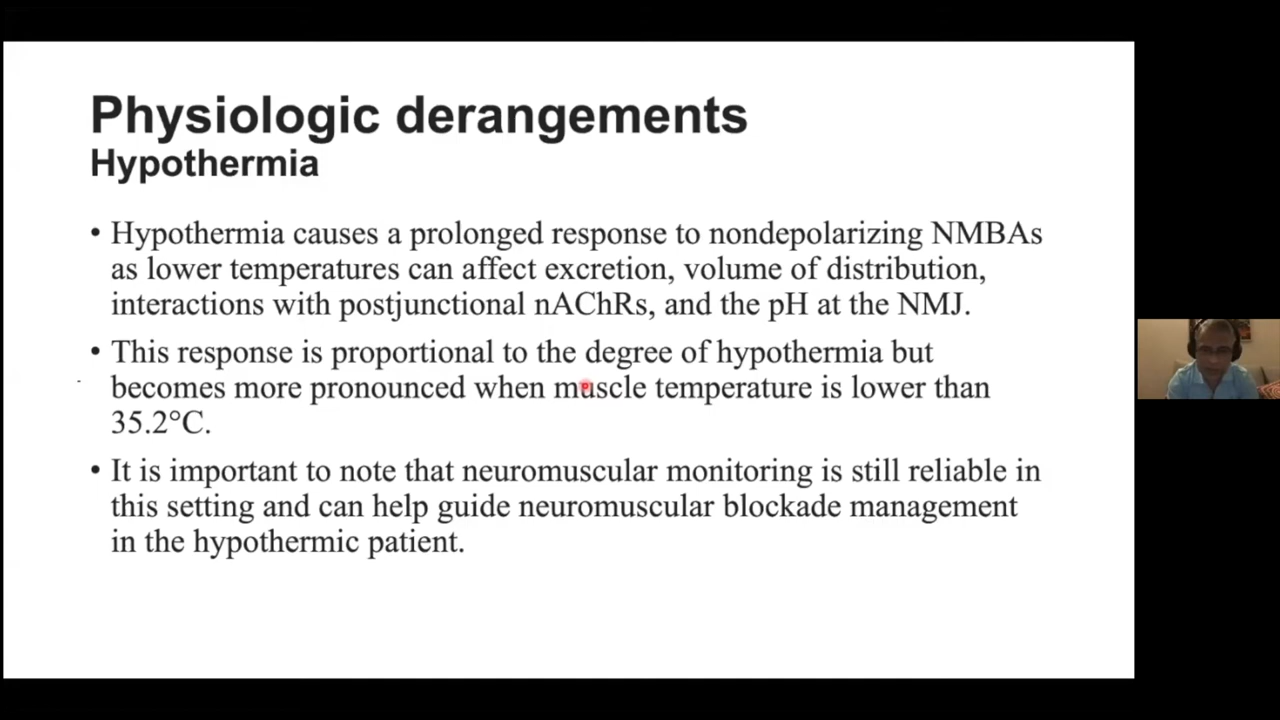 Physiologic derangements
Hypothermia
• Hypothermia causes a prolonged response to nondepolarizing NMBAs
as lower temperatures can affect excretion, volume of distribution,
interactions with postjunctional nAChRs, and the pH at the NMJ.
• This response is proportional to the degree of hypothermia but
becomes more pronounced when muscle temperature is lower than
35.2°C.
• It is important to note that neuromuscular monitoring is still reliable in
this setting and can help guide neuromuscular blockade management
in the hypothermic patient.